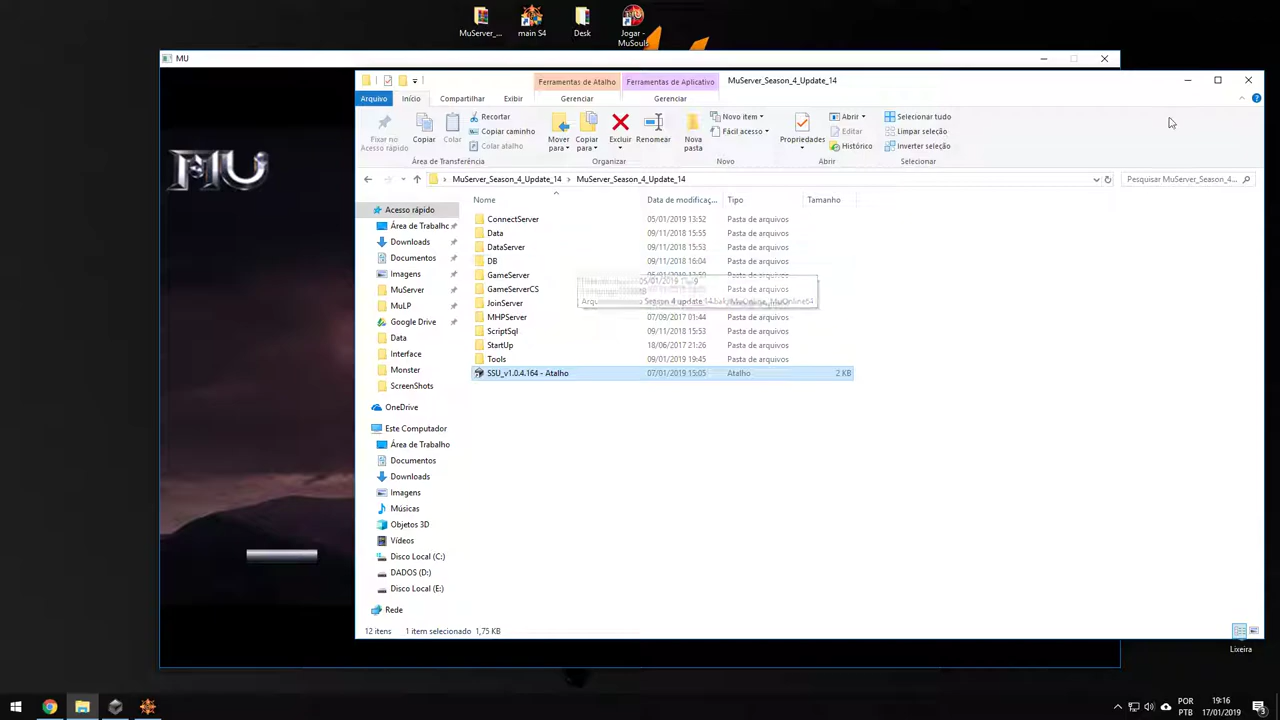 MuServer_... main S4 Desk Jogar - MuSouls
MU
Ferramentas de Atalho Ferramentas de Aplicativo MuServer_Season_4_Update_14
Arquivo Início Compartilhar Exibir Gerenciar Gerenciar
Fixar no Acesso rápido
Copiar
Colar
Recortar
Copiar caminho
Colar atalho
Mover para
Copiar para
Excluir
Renomear
Nova pasta
Novo item
Fácil acesso
Propriedades
Abrir
Editar
Histórico
Selecionar tudo
Limpar seleção
Inverter seleção
Área de Transferência Organizar Novo Abrir Selecionar
MuServer_Season_4_Update_14 MuServer_Season_4_Update_14 Pesquisar MuServer_Season_4...
Nome Data de modificaç... Tipo Tamanho
ConnectServer 05/01/2019 13:52 Pasta de arquivos
Data 09/11/2018 15:55 Pasta de arquivos
DataServer 09/11/2018 15:53 Pasta de arquivos
DB 09/11/2018 16:04 Pasta de arquivos
GameServer Pasta de arquivos
GameServerCS Pasta de arquivos
JoinServer
MHPServer 07/09/2017 01:44 Pasta de arquivos
ScriptSql 09/11/2018 15:53 Pasta de arquivos
StartUp 18/06/2017 21:26 Pasta de arquivos
Tools 09/01/2019 19:45 Pasta de arquivos
SSU_v1.0.4.164 - Atalho 07/01/2019 15:05 Atalho 2 KB
Acesso rápido
Área de Trabalho
Downloads
Documentos
Imagens
MuServer
MuLP
Google Drive
Data
Interface
Monster
ScreenShots
OneDrive
Este Computador
Área de Trabalho
Documentos
Downloads
Imagens
Músicas
Objetos 3D
Vídeos
Disco Local (C:)
DADOS (D:)
Disco Local (E:)
Rede
12 itens 1 item selecionado 1,75 KB
Lixeira
POR
PTB
19:16
17/01/2019
3
MU